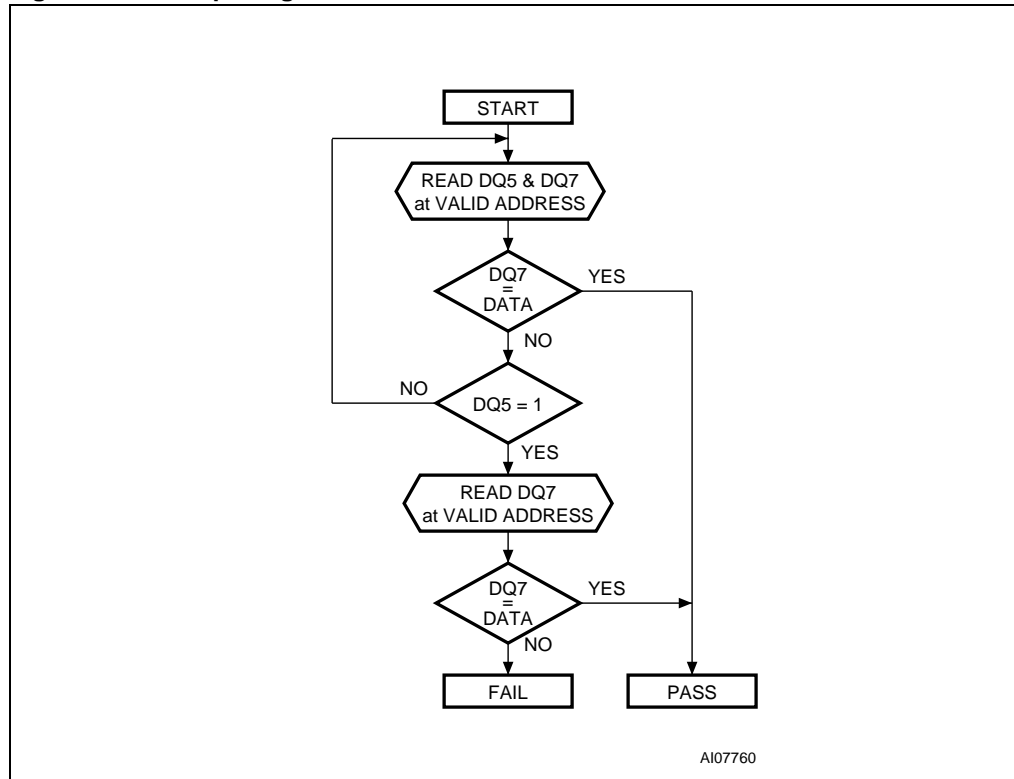 START
READ DQ5 & DQ7
at VALID ADDRESS
DQ7
=
DATA
YES
NO
DQ5 = 1
NO
YES
READ DQ7
at VALID ADDRESS
DQ7
=
DATA
YES
NO
FAIL
PASS
AI07760